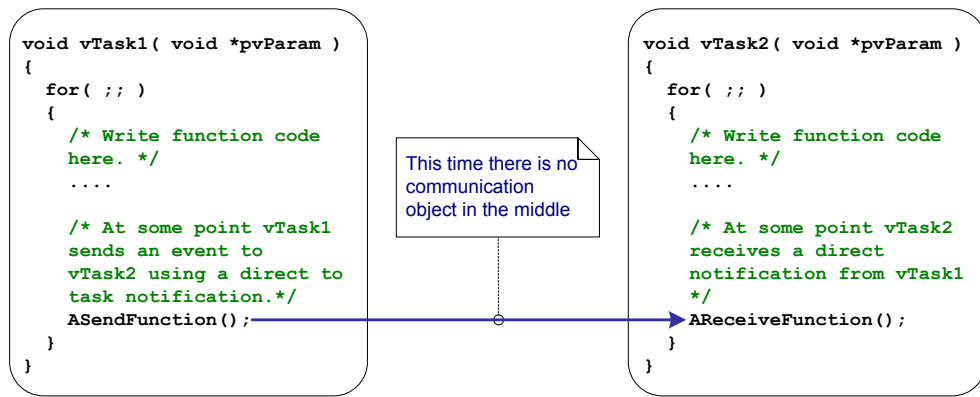 void vTask1( void *pvParam )
{
for( ;; )
{
/* Write function code
here. */
....
/* At some point vTask1
sends an event to
vTask2 using a direct to
task notification.*/
ASendFunction();
}
}
This time there is no
communication
object in the middle
void vTask2( void *pvParam )
{
for( ;; )
{
/* Write function code
here. */
....
/* At some point vTask2
receives a direct
notification from vTask1
*/
AReceiveFunction();
}
}